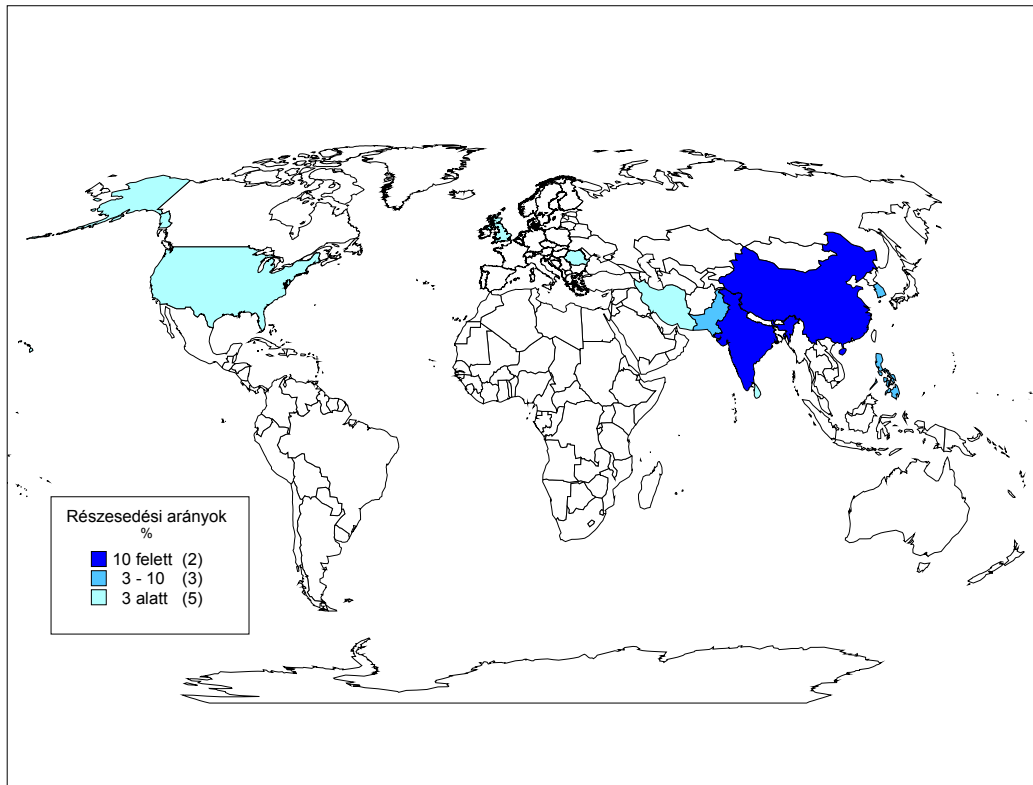 Részesedési arányok
%
10 felett (2)
3 - 10 (3)
3 alatt (5)